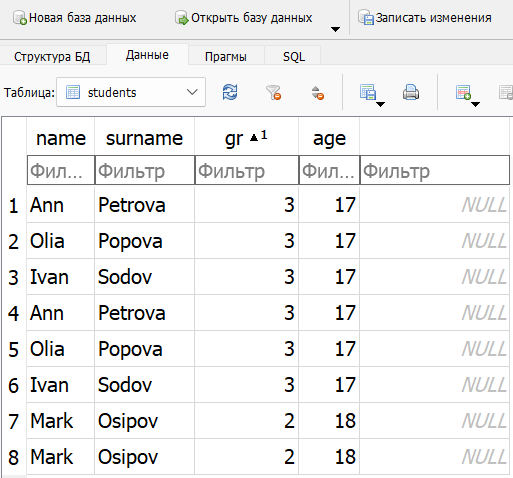 Новая база данных Открыть базу данных Записать изменения
Структура БД Данные Прагмы SQL
Таблица: students
name surname gr 1 age
Фил... Фильтр Фильтр Фил... Фильтр
1 Ann Petrova 3 17 NULL
2 Olia Popova 3 17 NULL
3 Ivan Sodov 3 17 NULL
4 Ann Petrova 3 17 NULL
5 Olia Popova 3 17 NULL
6 Ivan Sodov 3 17 NULL
7 Mark Osipov 2 18 NULL
8 Mark Osipov 2 18 NULL